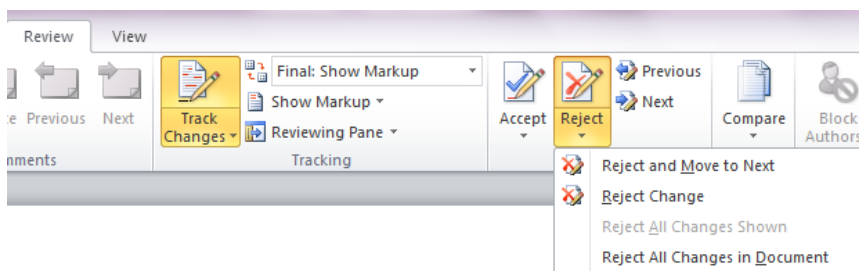 Review View
Final: Show Markup
Previous
Show Markup
Next
Previous Next Track Changes Reviewing Pane Accept Reject Compare Block Authors
Tracking
Reject and Move to Next
Reject Change
Reject All Changes Shown
Reject All Changes in Document